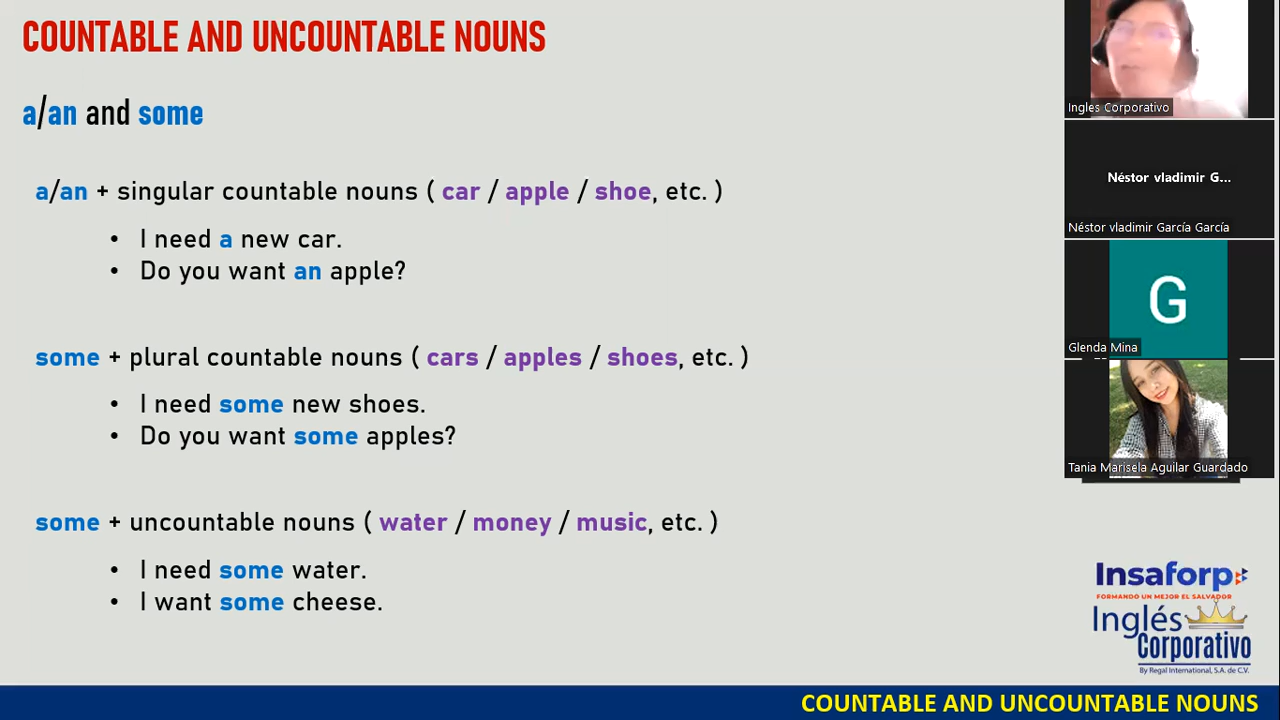 COUNTABLE AND UNCOUNTABLE NOUNS
a/an and some
a/an + singular countable nouns ( car / apple / shoe, etc. )
• I need a new car.
• Do you want an apple?
some + plural countable nouns ( cars / apples / shoes, etc. )
• I need some new shoes.
• Do you want some apples?
some + uncountable nouns ( water / money / music, etc. )
• I need some water.
• I want some cheese.
Ingles Corporativo
Néstor vladimir G...
Néstor vladimir García García
G
Glenda Mina
Tania Marisela Aguilar Guardado
Insaforp
FORMANDO UN MEJOR EL SALVADOR
Inglés
Corporativo
By Regal International, S.A. de C.V.
COUNTABLE AND UNCOUNTABLE NOUNS